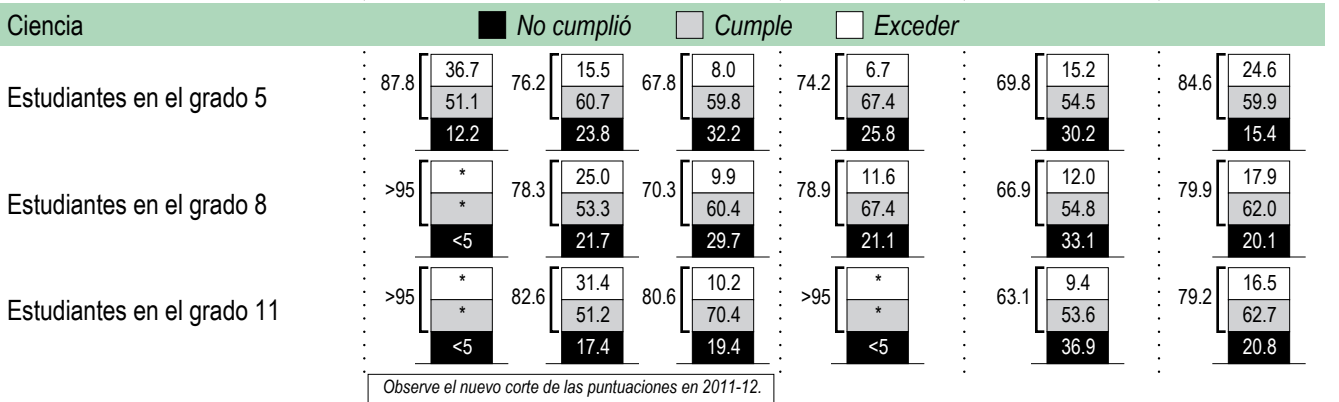 Ciencia No cumplió Cumple Exceder
Estudiantes en el grado 5
87.8 36.7 51.1 12.2
76.2 15.5 60.7 23.8
67.8 8.0 59.8 32.2
74.2 6.7 67.4 25.8
69.8 15.2 54.5 30.2
84.6 24.6 59.9 15.4
Estudiantes en el grado 8
>95 * * <5
78.3 25.0 53.3 21.7
70.3 9.9 60.4 29.7
78.9 11.6 67.4 21.1
66.9 12.0 54.8 33.1
79.9 17.9 62.0 20.1
Estudiantes en el grado 11
>95 * * <5
82.6 31.4 51.2 17.4
80.6 10.2 70.4 19.4
>95 * * <5
63.1 9.4 53.6 36.9
79.2 16.5 62.7 20.8
Observe el nuevo corte de las puntuaciones en 2011-12.